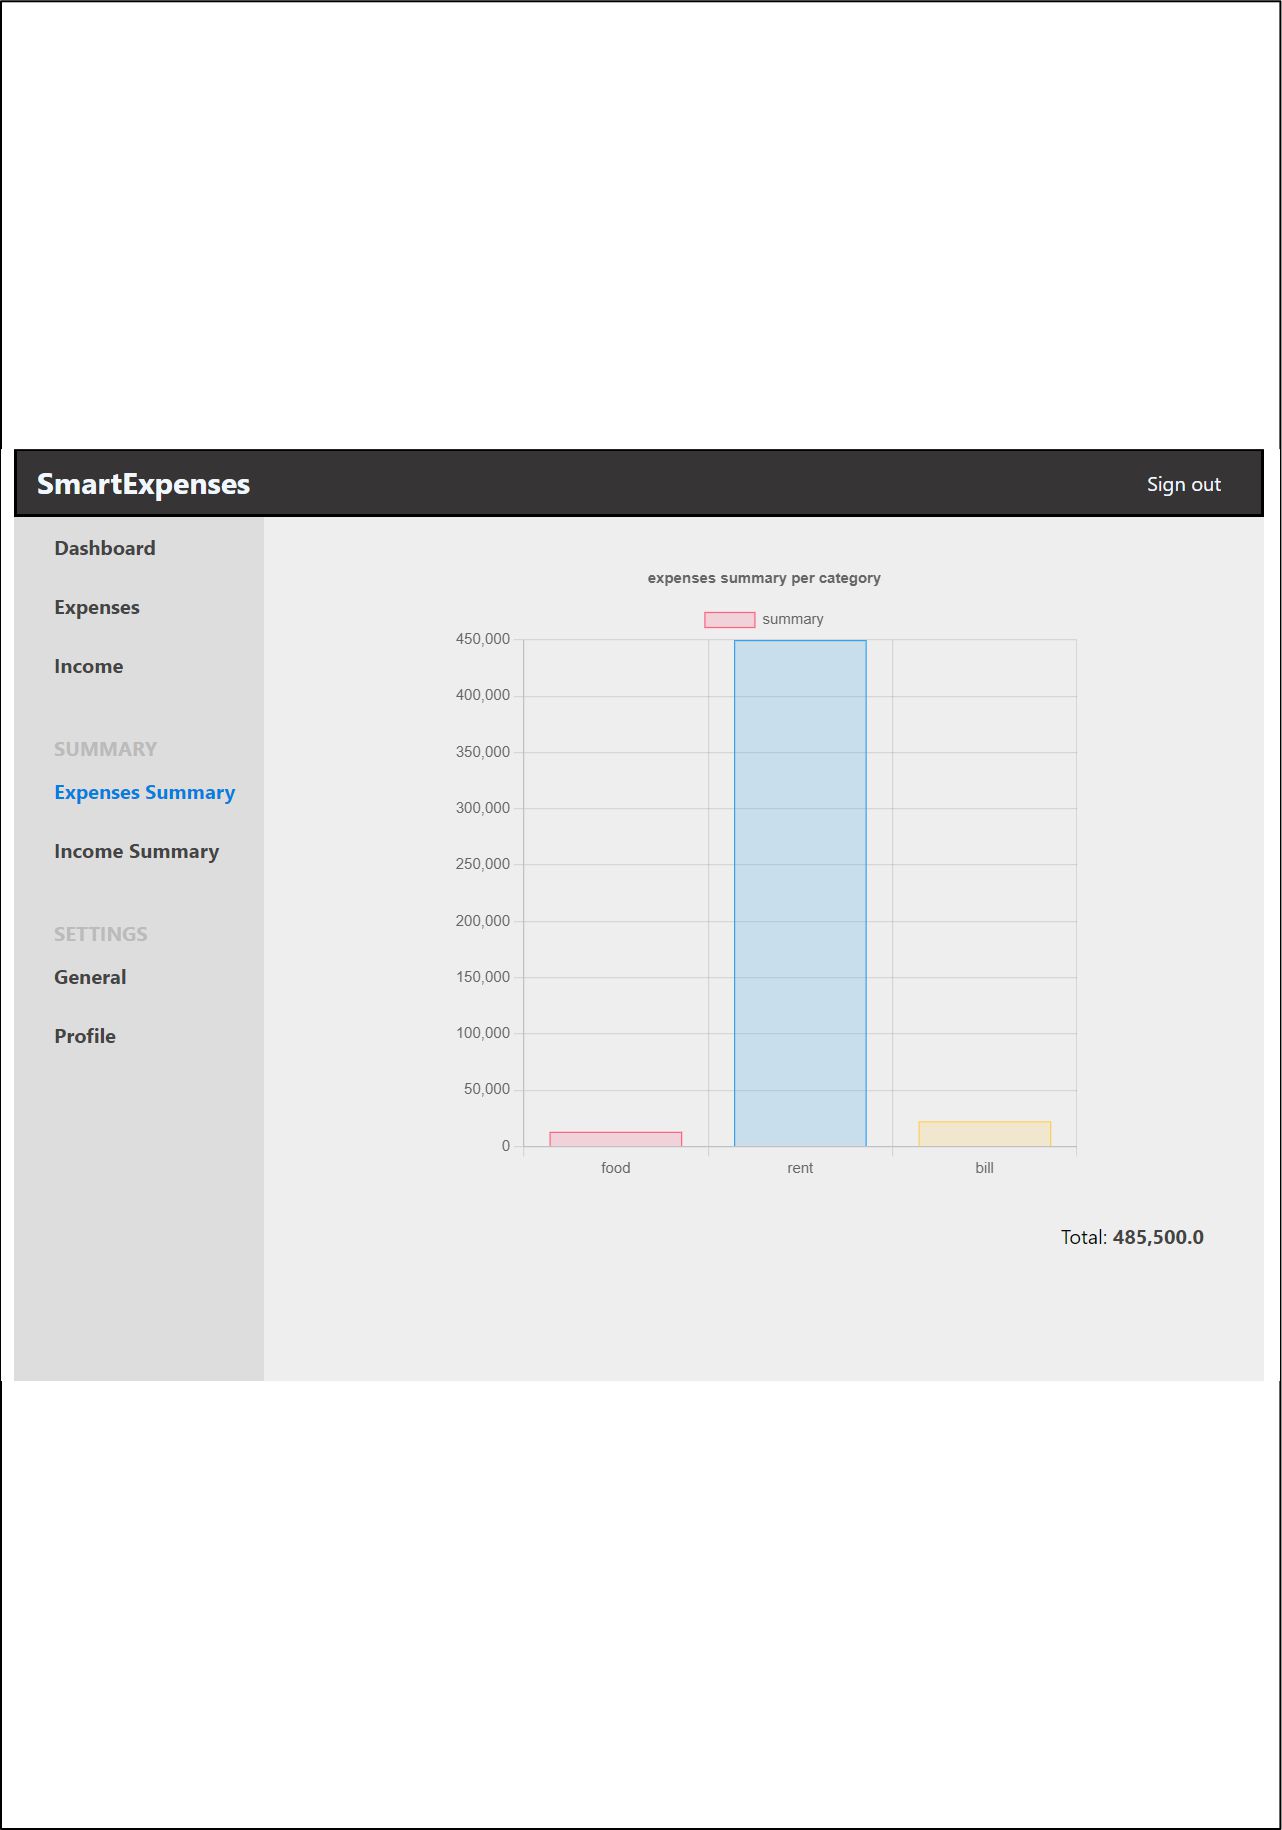 SmartExpenses
Sign out
Dashboard
Expenses
Income
SUMMARY
Expenses Summary
Income Summary
SETTINGS
General
Profile
expenses summary per category
summary
450,000
400,000
350,000
300,000
250,000
200,000
150,000
100,000
50,000
0
food rent bill
Total: 485,500.0